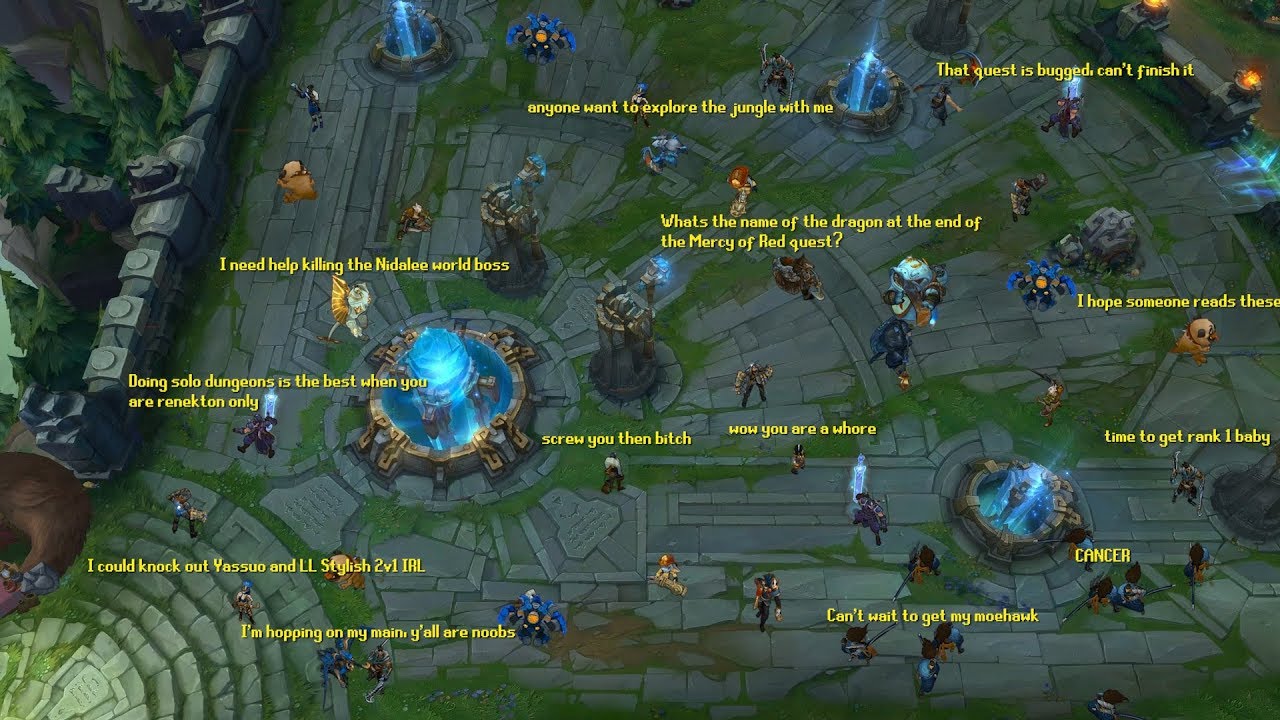 That quest is bugged, can't finish it
anyone want to explore the jungle with me
Whats the name of the dragon at the end of
the Mercy of Red quest?
I need help killing the Nidalee world boss
I hope someone reads these
Doing solo dungeons is the best when you
are renekton only
wow you are a whore
screw you then bitch
time to get rank 1 baby
CANCER
I could knock out Yassuo and LL Stylish 2v1 IRL
Can't wait to get my moehawk
I'm hopping on my main, y'all are noobs